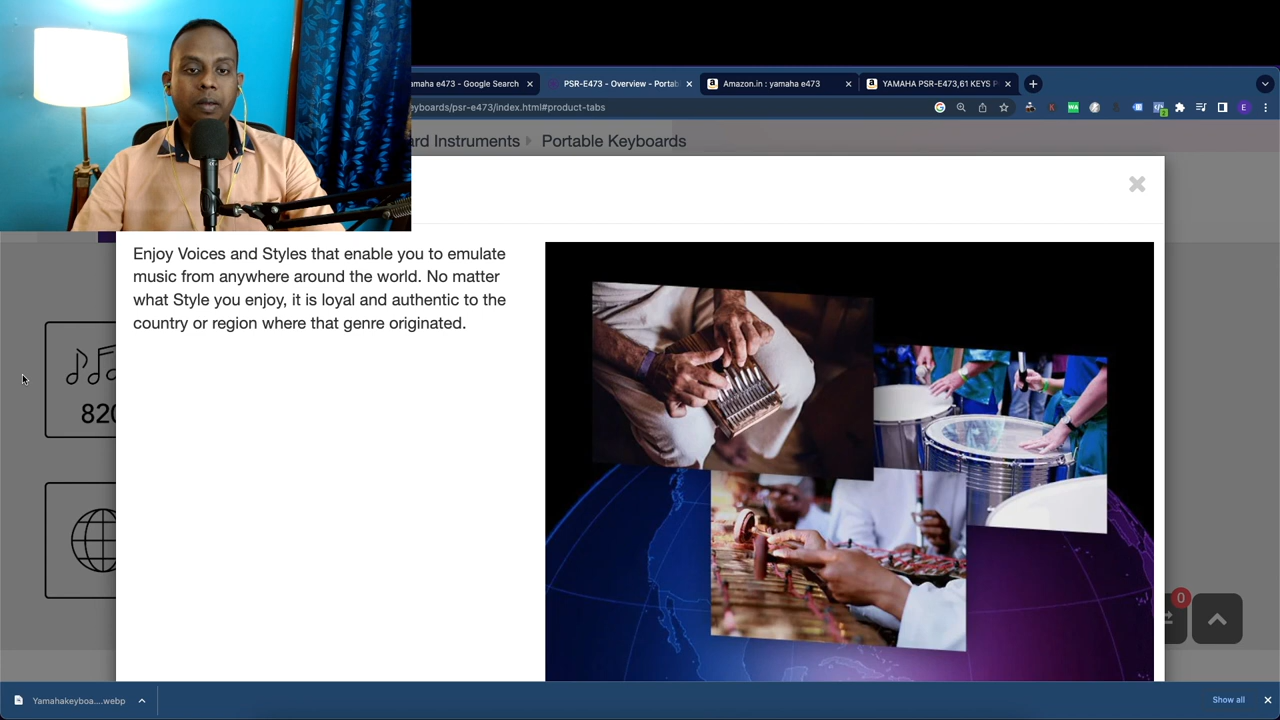 amaha e473 - Google Search
PSR-E473 - Overview - Portab
Amazon.in : yamaha e473
YAMAHA PSR-E473,61 KEYS P
eyboards/psr-e473/index.html#product-tabs
E
ard Instruments
Portable Keyboards
Enjoy Voices and Styles that enable you to emulate
music from anywhere around the world. No matter
what Style you enjoy, it is loyal and authentic to the
country or region where that genre originated.
820
0
Yamahakeyboa....webp
Show all